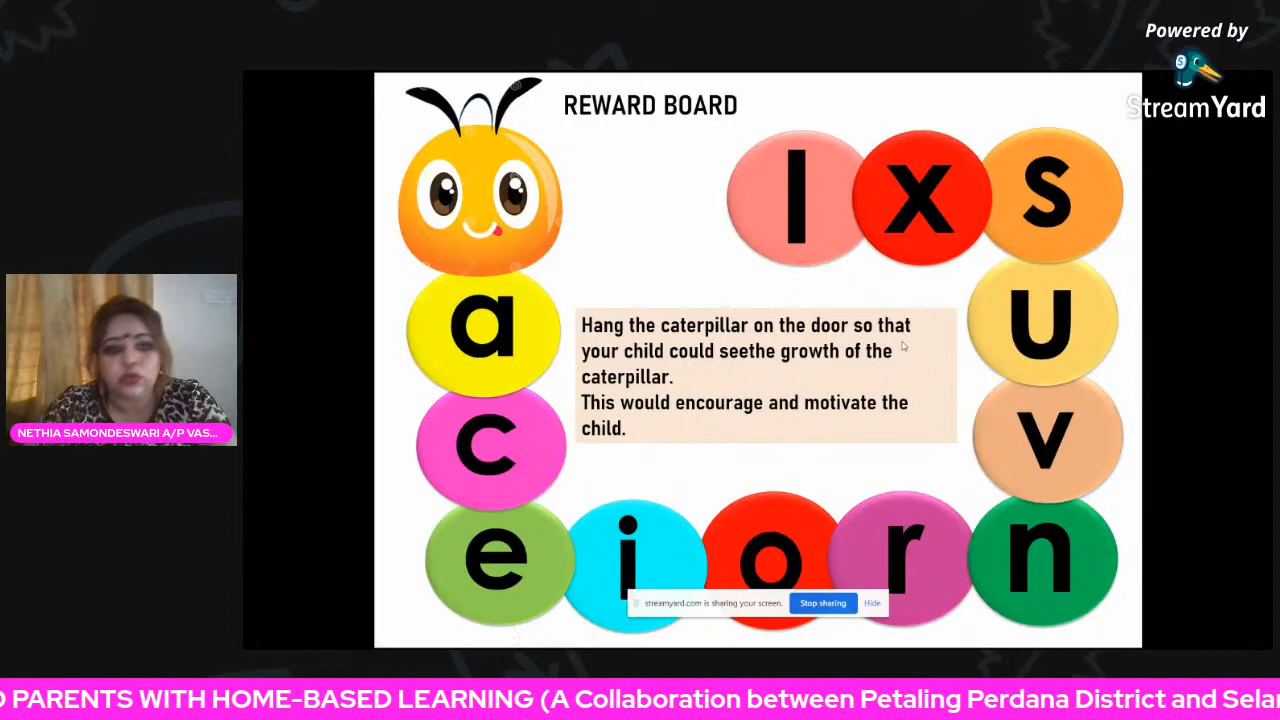 Powered by
StreamYard
REWARD BOARD
l x s
a
u
c
v
e i o r n
Hang the caterpillar on the door so that
your child could seethe growth of the
caterpillar.
This would encourage and motivate the
child.
streamyard.com is sharing your screen. Stop sharing Hide
NETHIA SAMONDESWARI A/P VAS...
PARENTS WITH HOME-BASED LEARNING (A Collaboration between Petaling Perdana District and Sela